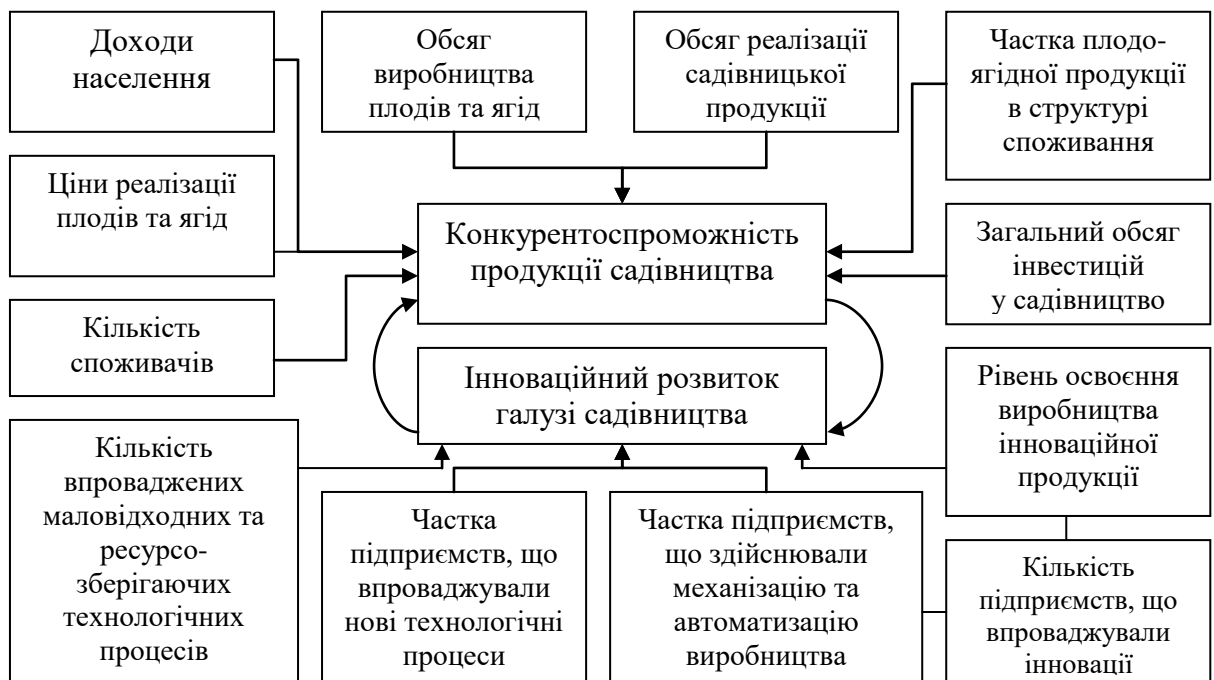 Доходи
населення
Обсяг
виробництва
плодів та ягід
Обсяг реалізації
садівницької
продукції
Частка плодо-
ягідної продукції
в структурі
споживання
Ціни реалізації
плодів та ягід
Конкурентоспроможність
продукції садівництва
Загальний обсяг
інвестицій
у садівництво
Кількість
споживачів
Інноваційний розвиток
галузі садівництва
Рівень освоєння
виробництва
інноваційної
продукції
Кількість
впроваджених
маловідходних та
ресурсо-
зберігаючих
технологічних
процесів
Частка
підприємств, що
впроваджували
нові технологічні
процеси
Частка підприємств,
що здійснювали
механізацію та
автоматизацію
виробництва
Кількість
підприємств, що
впроваджували
інновації